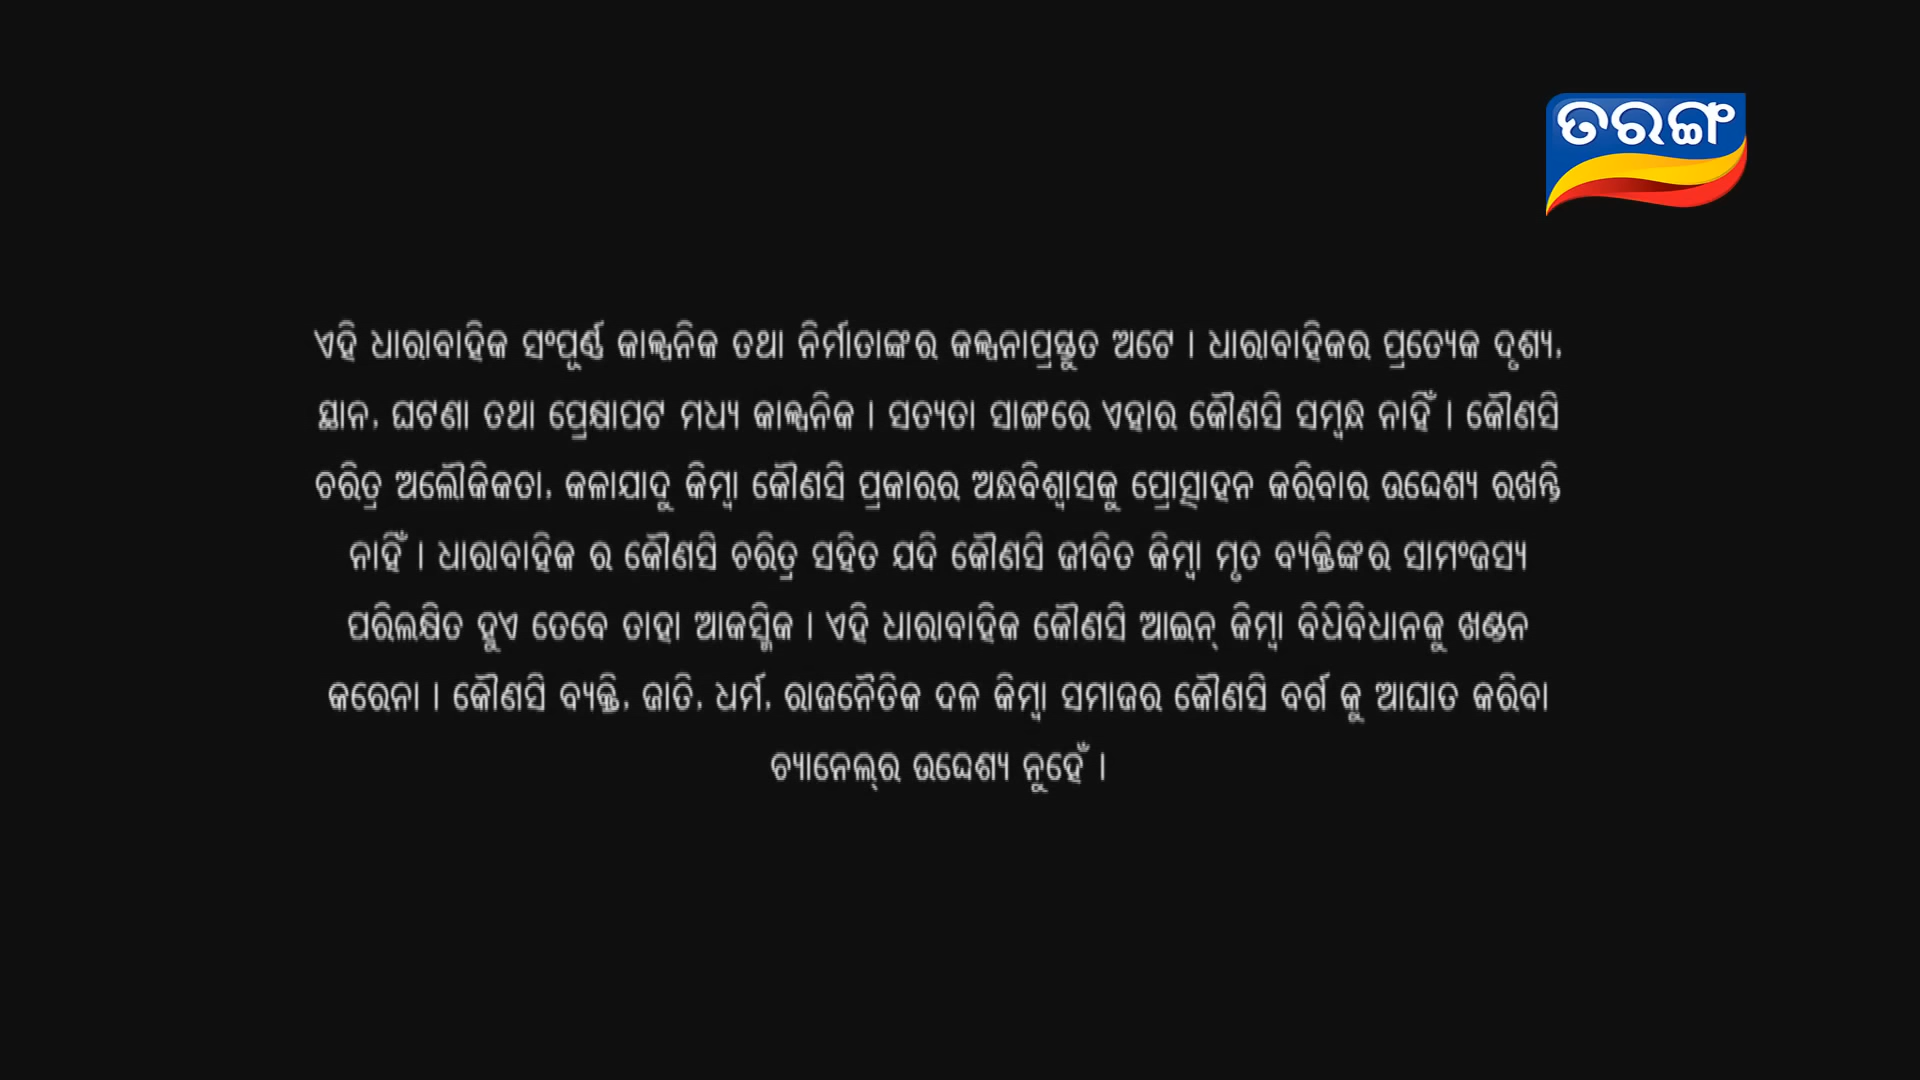 ତରଙ୍ଗ
ଏହି ଧାରାବାହିକ ସଂପୂର୍ଣ୍ଣ କାଳ୍ପନିକ ତଥା ନିର୍ମାତାଙ୍କର କଳ୍ପନାପ୍ରସ୍ତୁତ ଅଟେ । ଧାରାବାହିକର ପ୍ରତ୍ୟେକ ଦୃଶ୍ୟ,
ସ୍ଥାନ, ଘଟଣା ତଥା ପ୍ରେକ୍ଷାପଟ ମଧ୍ୟ କାଳ୍ପନିକ । ସତ୍ୟତା ସାଙ୍ଗରେ ଏହାର କୌଣସି ସମ୍ବନ୍ଧ ନାହିଁ । କୌଣସି
ଚରିତ୍ର ଅଲୌକିକତା, କଳାଯାଦୁ କିମ୍ବା କୌଣସି ପ୍ରକାରର ଅନ୍ଧବିଶ୍ୱାସକୁ ପ୍ରୋତ୍ସାହନ କରିବାର ଉଦ୍ଦେଶ୍ୟ ରଖନ୍ତି
ନାହିଁ । ଧାରାବାହିକ ର କୌଣସି ଚରିତ୍ର ସହିତ ଯଦି କୌଣସି ଜୀବିତ କିମ୍ବା ମୃତ ବ୍ୟକ୍ତିଙ୍କର ସାମଂଜସ୍ୟ
ପରିଲକ୍ଷିତ ହୁଏ ତେବେ ତାହା ଆକସ୍ମିକ । ଏହି ଧାରାବାହିକ କୌଣସି ଆଇନ୍ କିମ୍ବା ବିଧିବିଧାନକୁ ଖଣ୍ଡନ
କରେନା । କୌଣସି ବ୍ୟକ୍ତି, ଜାତି, ଧର୍ମ, ରାଜନୈତିକ ଦଳ କିମ୍ବା ସମାଜର କୌଣସି ବର୍ଗ କୁ ଆଘାତ କରିବା
ଚ୍ୟାନେଲ୍‌ର ଉଦ୍ଦେଶ୍ୟ ନୁହେଁ ।